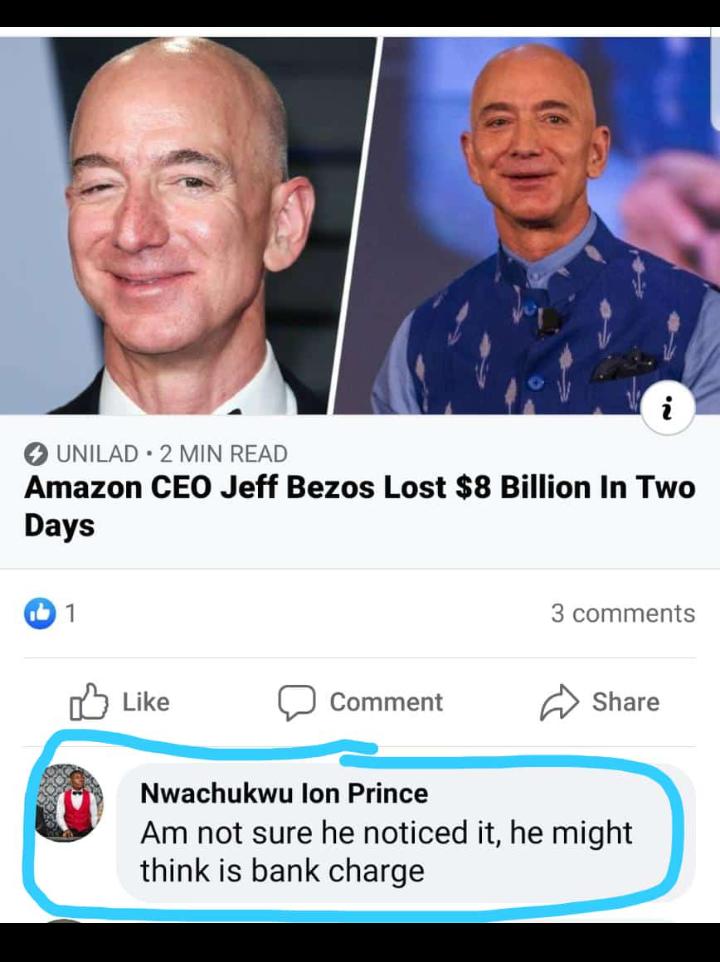 UNILAD • 2 MIN READ
Amazon CEO Jeff Bezos Lost $8 Billion In Two
Days
1
3 comments
Like
Comment
Share
Nwachukwu Ion Prince
Am not sure he noticed it, he might
think is bank charge